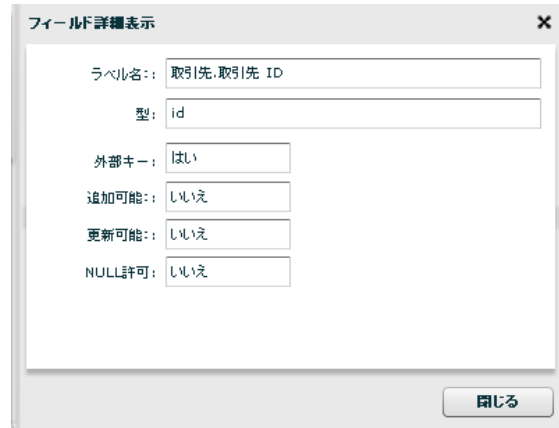 フィールド詳細表示
ラベル名:: 取引先.取引先 ID
型: id
外部キー: はい
追加可能:: いいえ
更新可能:: いいえ
NULL許可: いいえ
閉じる